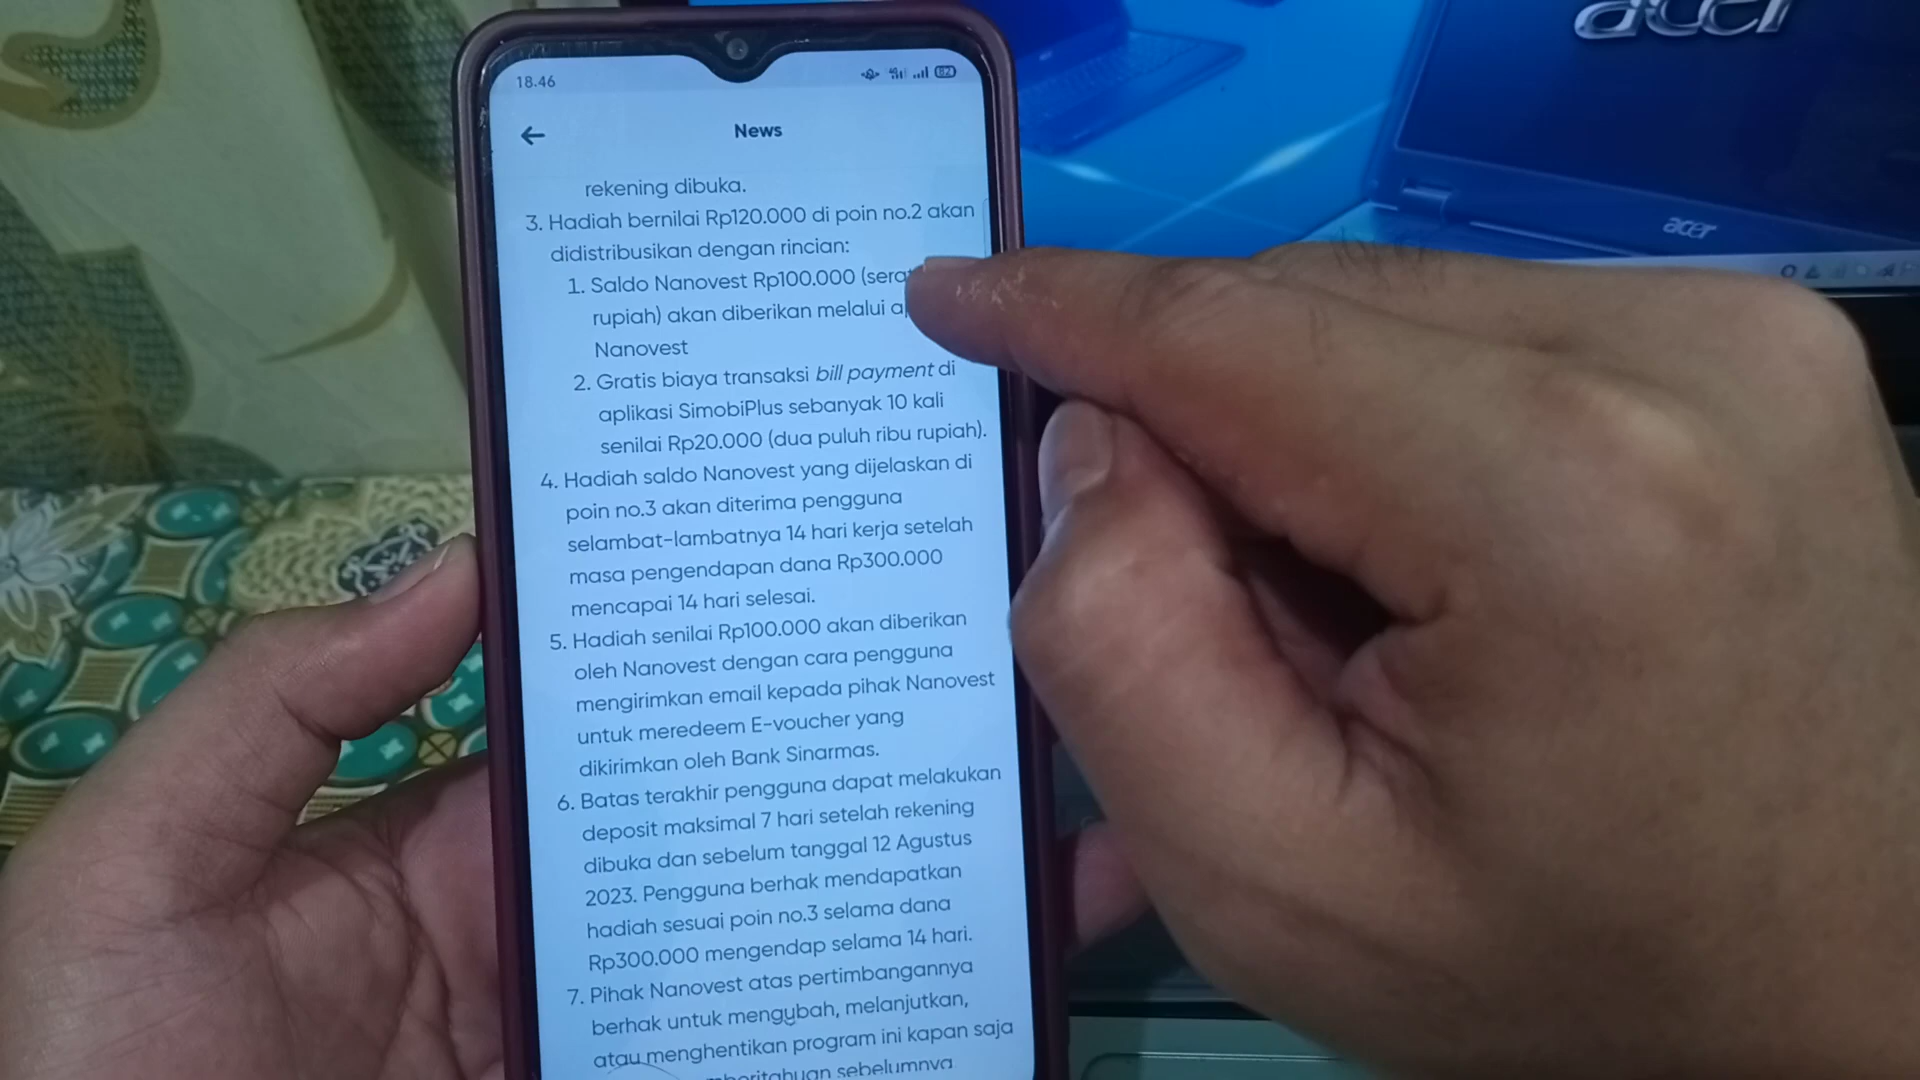 acer
acer
18.46
82
News
rekening dibuka.
3. Hadiah bernilai Rp120.000 di poin no.2 akan
didistribusikan dengan rincian:
1. Saldo Nanovest Rp100.000 (sera
rupiah) akan diberikan melalui a
Nanovest
2. Gratis biaya transaksi bill payment di
aplikasi SimobiPlus sebanyak 10 kali
senilai Rp20.000 (dua puluh ribu rupiah).
4. Hadiah saldo Nanovest yang dijelaskan di
poin no.3 akan diterima pengguna
selambat-lambatnya 14 hari kerja setelah
masa pengendapan dana Rp300.000
mencapai 14 hari selesai.
5. Hadiah senilai Rp100.000 akan diberikan
oleh Nanovest dengan cara pengguna
mengirimkan email kepada pihak Nanovest
untuk meredeem E-voucher yang
dikirimkan oleh Bank Sinarmas.
6. Batas terakhir pengguna dapat melakukan
deposit maksimal 7 hari setelah rekening
dibuka dan sebelum tanggal 12 Agustus
2023. Pengguna berhak mendapatkan
hadiah sesuai poin no.3 selama dana
Rp300.000 mengendap selama 14 hari.
7. Pihak Nanovest atas pertimbangannya
berhak untuk mengubah, melanjutkan,
atau menghentikan program ini kapan saja
sebelumnya